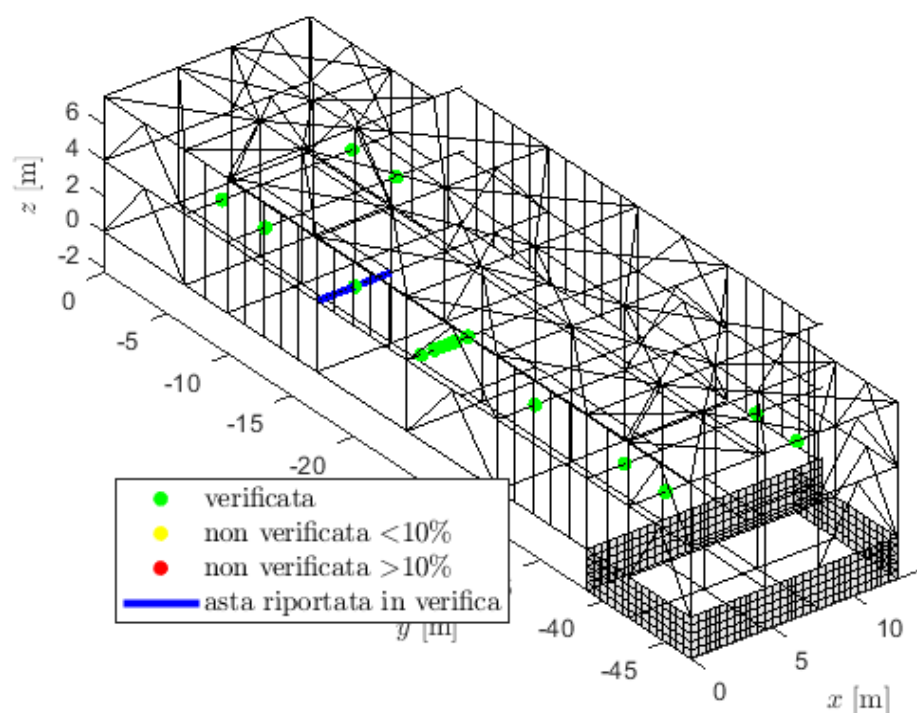 6
4
2
0
-2
z [m]
0
-5
-10
-15
-20
-40
-45
y [m]
0
5
10
x [m]
verificata
non verificata <10%
non verificata >10%
asta riportata in verifica